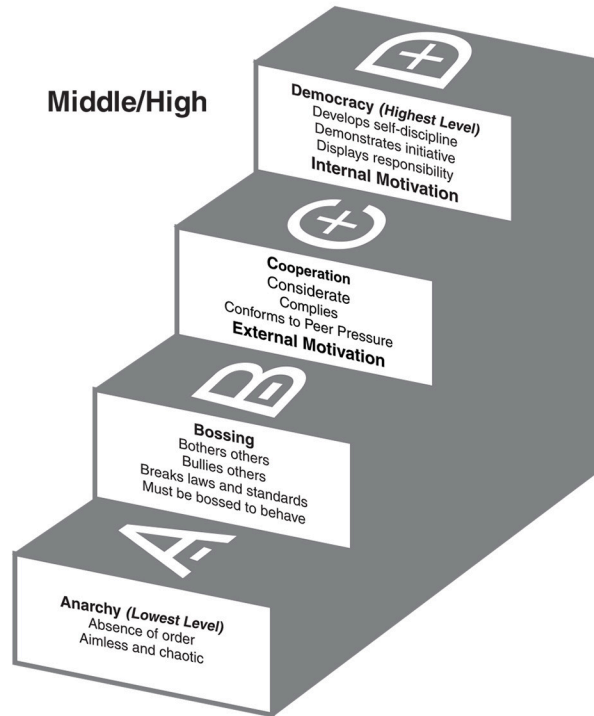 Middle/High
D
+
Democracy (Highest Level)
Develops self-discipline
Demonstrates initiative
Displays responsibility
Internal Motivation
C
+
Cooperation
Considerate
Complies
Conforms to Peer Pressure
External Motivation
B
-
Bossing
Bothers others
Bullies others
Breaks laws and standards
Must be bossed to behave
A
-
Anarchy (Lowest Level)
Absence of order
Aimless and chaotic